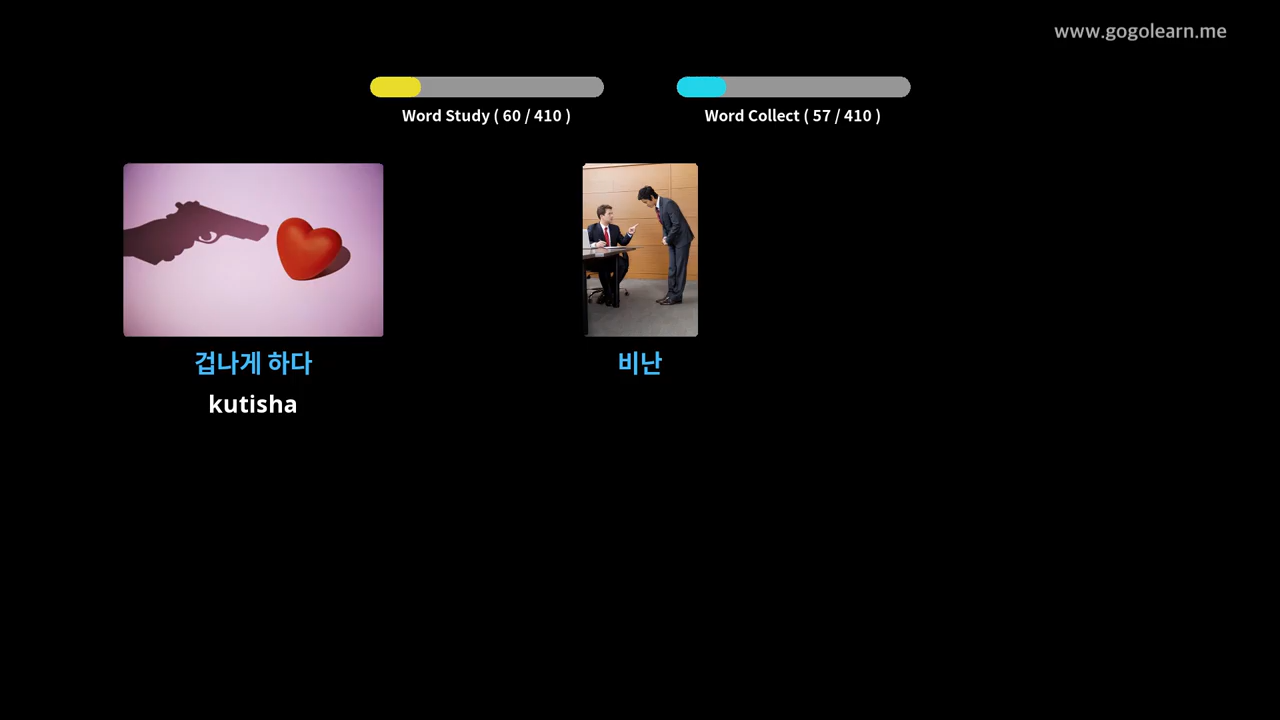 www.gogolearn.me
Word Study ( 60 / 410 )
Word Collect ( 57 / 410 )
겁나게 하다
kutisha
비난